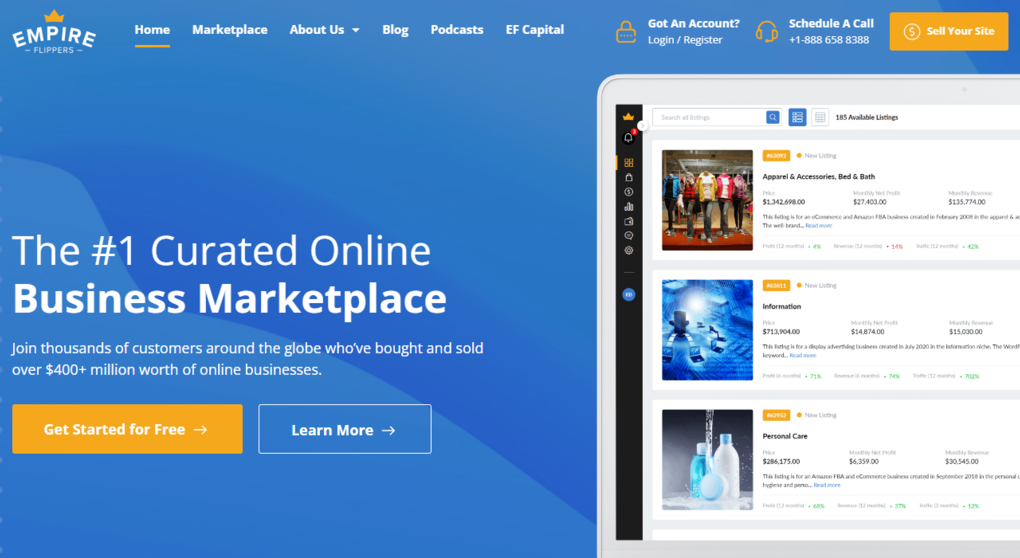 EMPIRE
FLIPPERS
Home
Marketplace
About Us
Blog
Podcasts
EF Capital
Got An Account?
Login / Register
Schedule A Call
+1-888 658 8388
Sell Your Site
The #1 Curated Online
Business Marketplace
Join thousands of customers around the globe who've bought and sold
over $400+ million worth of online businesses.
Get Started for Free →
Learn More →
Search all listings
185 Available Listings
#63092 New Listing
Apparel & Accessories, Bed & Bath
Price Monthly Net Profit Monthly Revenue
$1,342,698.00 $27,403.00 $135,774.00
This listing is for an eCommerce and Amazon FBA business created in February 2008 in the apparel &
The well-brand... Read more
Profit (12 months) 4% Revenue (12 months) 14% Traffic (12 months) 42%
#63611 New Listing
Information
Price Monthly Net Profit Monthly Revenue
$713,904.00 $14,874.00 $15,030.00
This listing is for a display advertising business created in July 2020 in the information niche. The
keyword... Read more
Profit (6 months) 71% Revenue (6 months) 74% Traffic (12 months) 702%
#62952 New Listing
Personal Care
Price Monthly Net Profit Monthly Revenue
$286,175.00 $6,359.00 $30,545.00
This listing is for an Amazon FBA and eCommerce business created in September 2018 in the personal
hygiene and perso... Read more
Profit (12 months) 68% Revenue (12 months) 37% Traffic (12 months) 12%